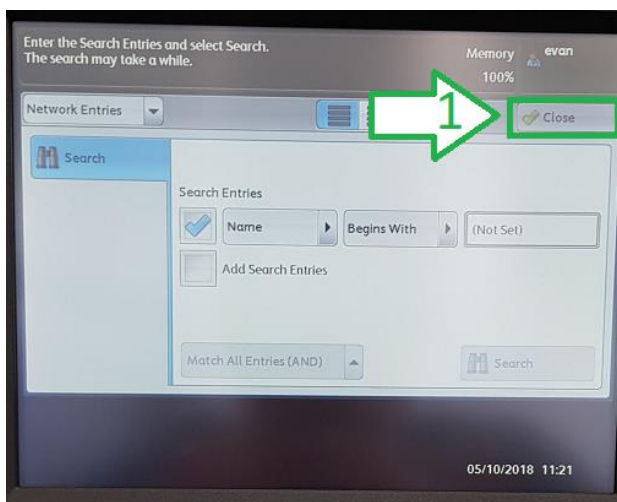 Enter the Search Entries and select Search.
The search may take a while.
Memory
100%
evan
Network Entries
1
Close
Search
Search Entries
Name
Begins With
(Not Set)
Add Search Entries
Match All Entries (AND)
Search
05/10/2018 11:21